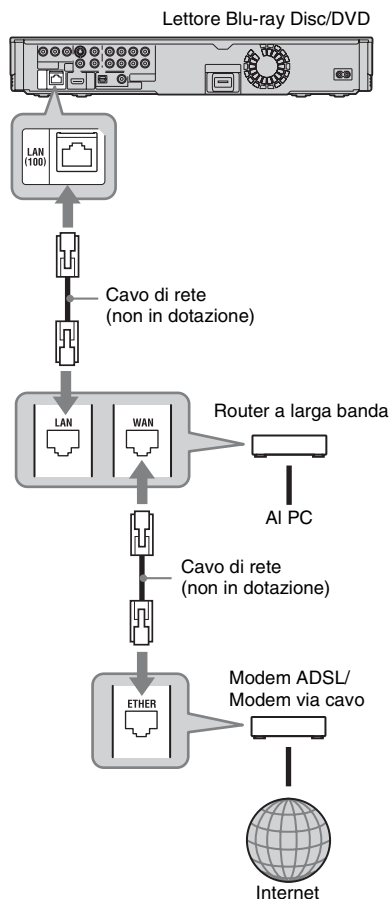 Lettore Blu-ray Disc/DVD
LAN
(100)
Cavo di rete
(non in dotazione)
LAN
WAN
Router a larga banda
Al PC
Cavo di rete
(non in dotazione)
ETHER
Modem ADSL/
Modem via cavo
Internet